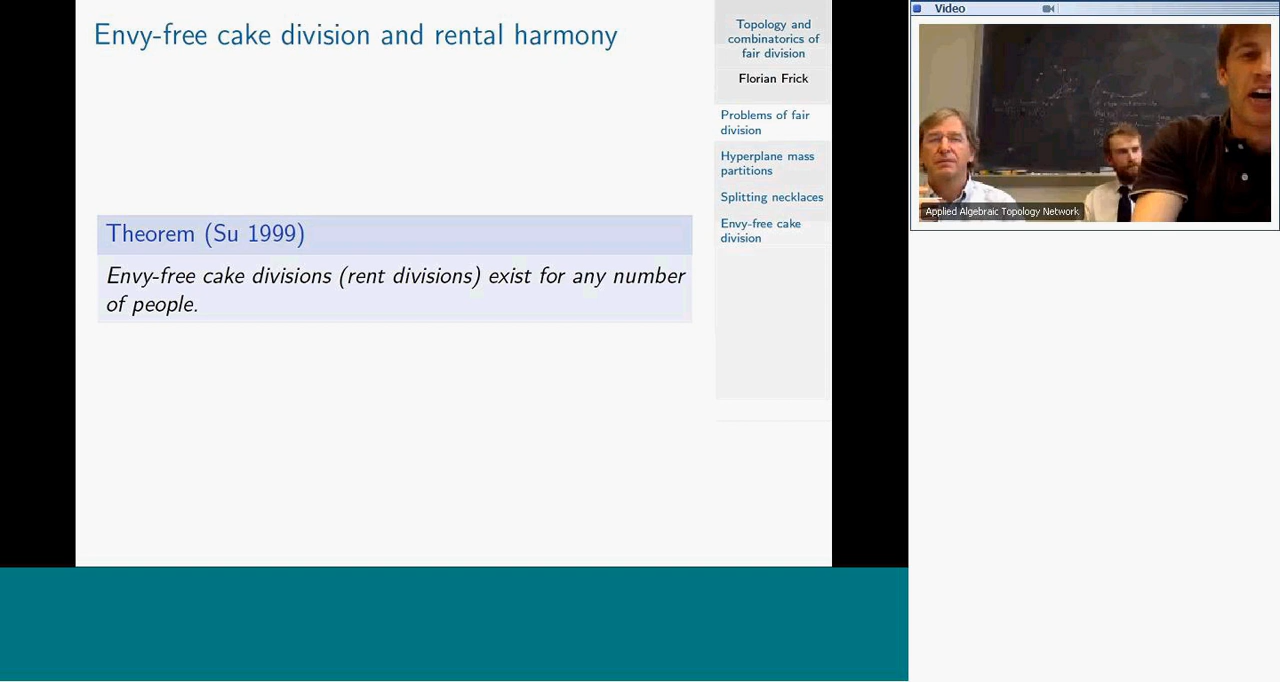 Envy-free cake division and rental harmony
Theorem (Su 1999)
Envy-free cake divisions (rent divisions) exist for any number
of people.
Topology and
combinatorics of
fair division
Florian Frick
Problems of fair
division
Hyperplane mass
partitions
Splitting necklaces
Envy-free cake
division
Video
Applied Algebraic Topology Network